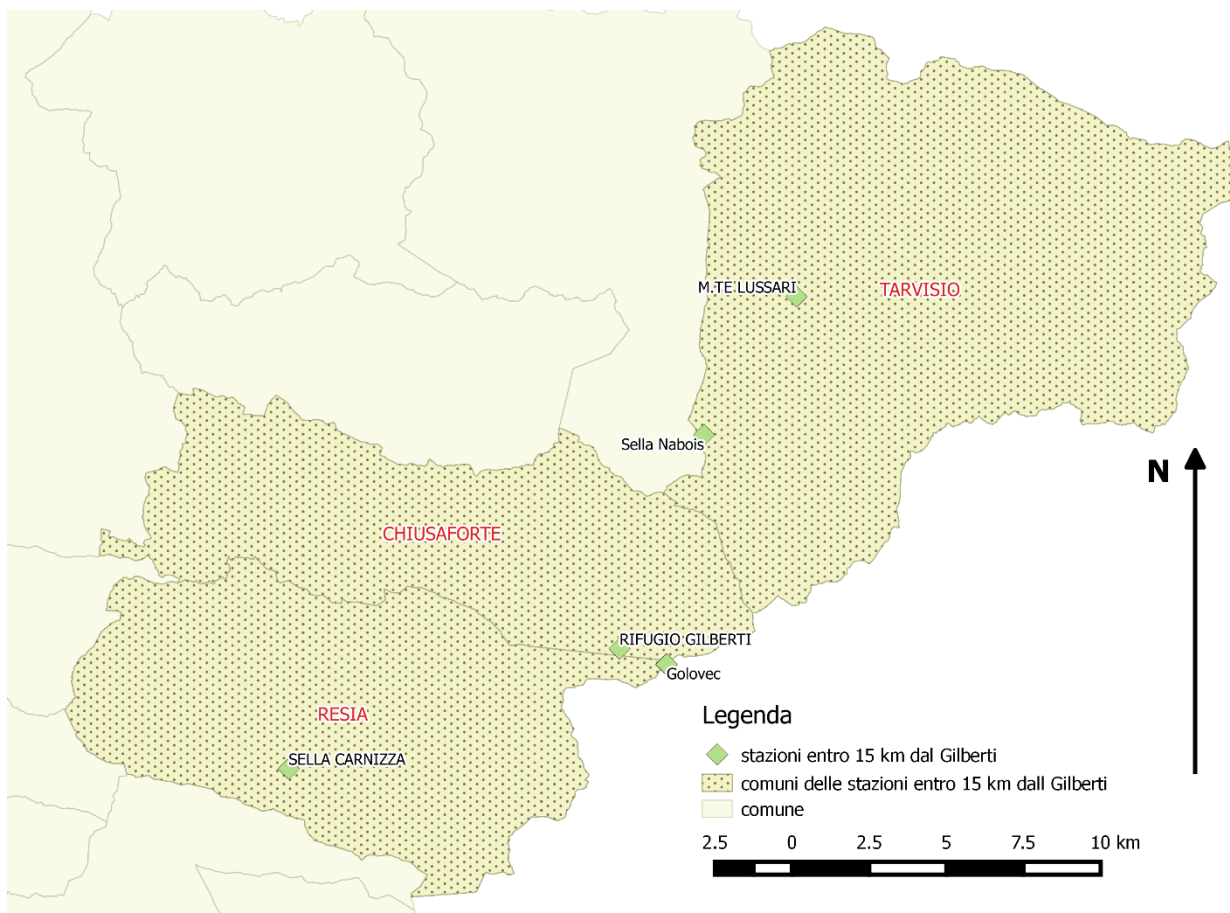 M.TE LUSSARI
TARVISIO
Sella Nabois
N
CHIUSAFORTE
RIFUGIO GILBERTI
Golovec
RESIA
SELLA CARNIZZA
Legenda
stazioni entro 15 km dal Gilberti
comuni delle stazioni entro 15 km dall Gilberti
comune
2.5 0 2.5 5 7.5 10 km